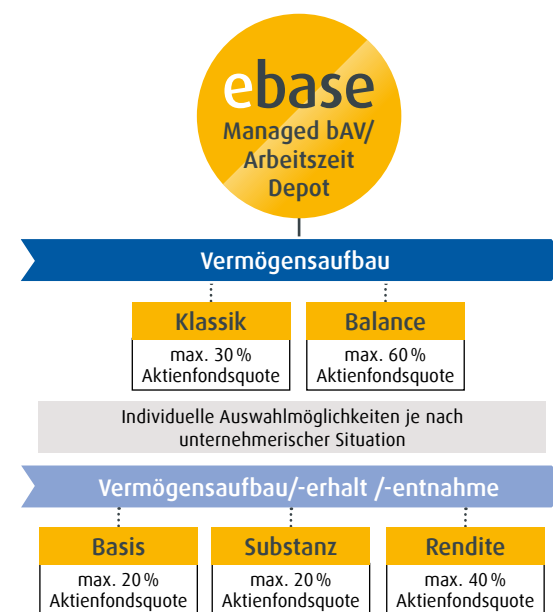 ebase
Managed bAV/
Arbeitszeit
Depot
Vermögensaufbau
Klassik
max. 30 %
Aktienfondsquote
Balance
max. 60 %
Aktienfondsquote
Individuelle Auswahlmöglichkeiten je nach
unternehmerischer Situation
Vermögensaufbau/-erhalt /-entnahme
Basis
max. 20 %
Aktienfondsquote
Substanz
max. 20 %
Aktienfondsquote
Rendite
max. 40 %
Aktienfondsquote